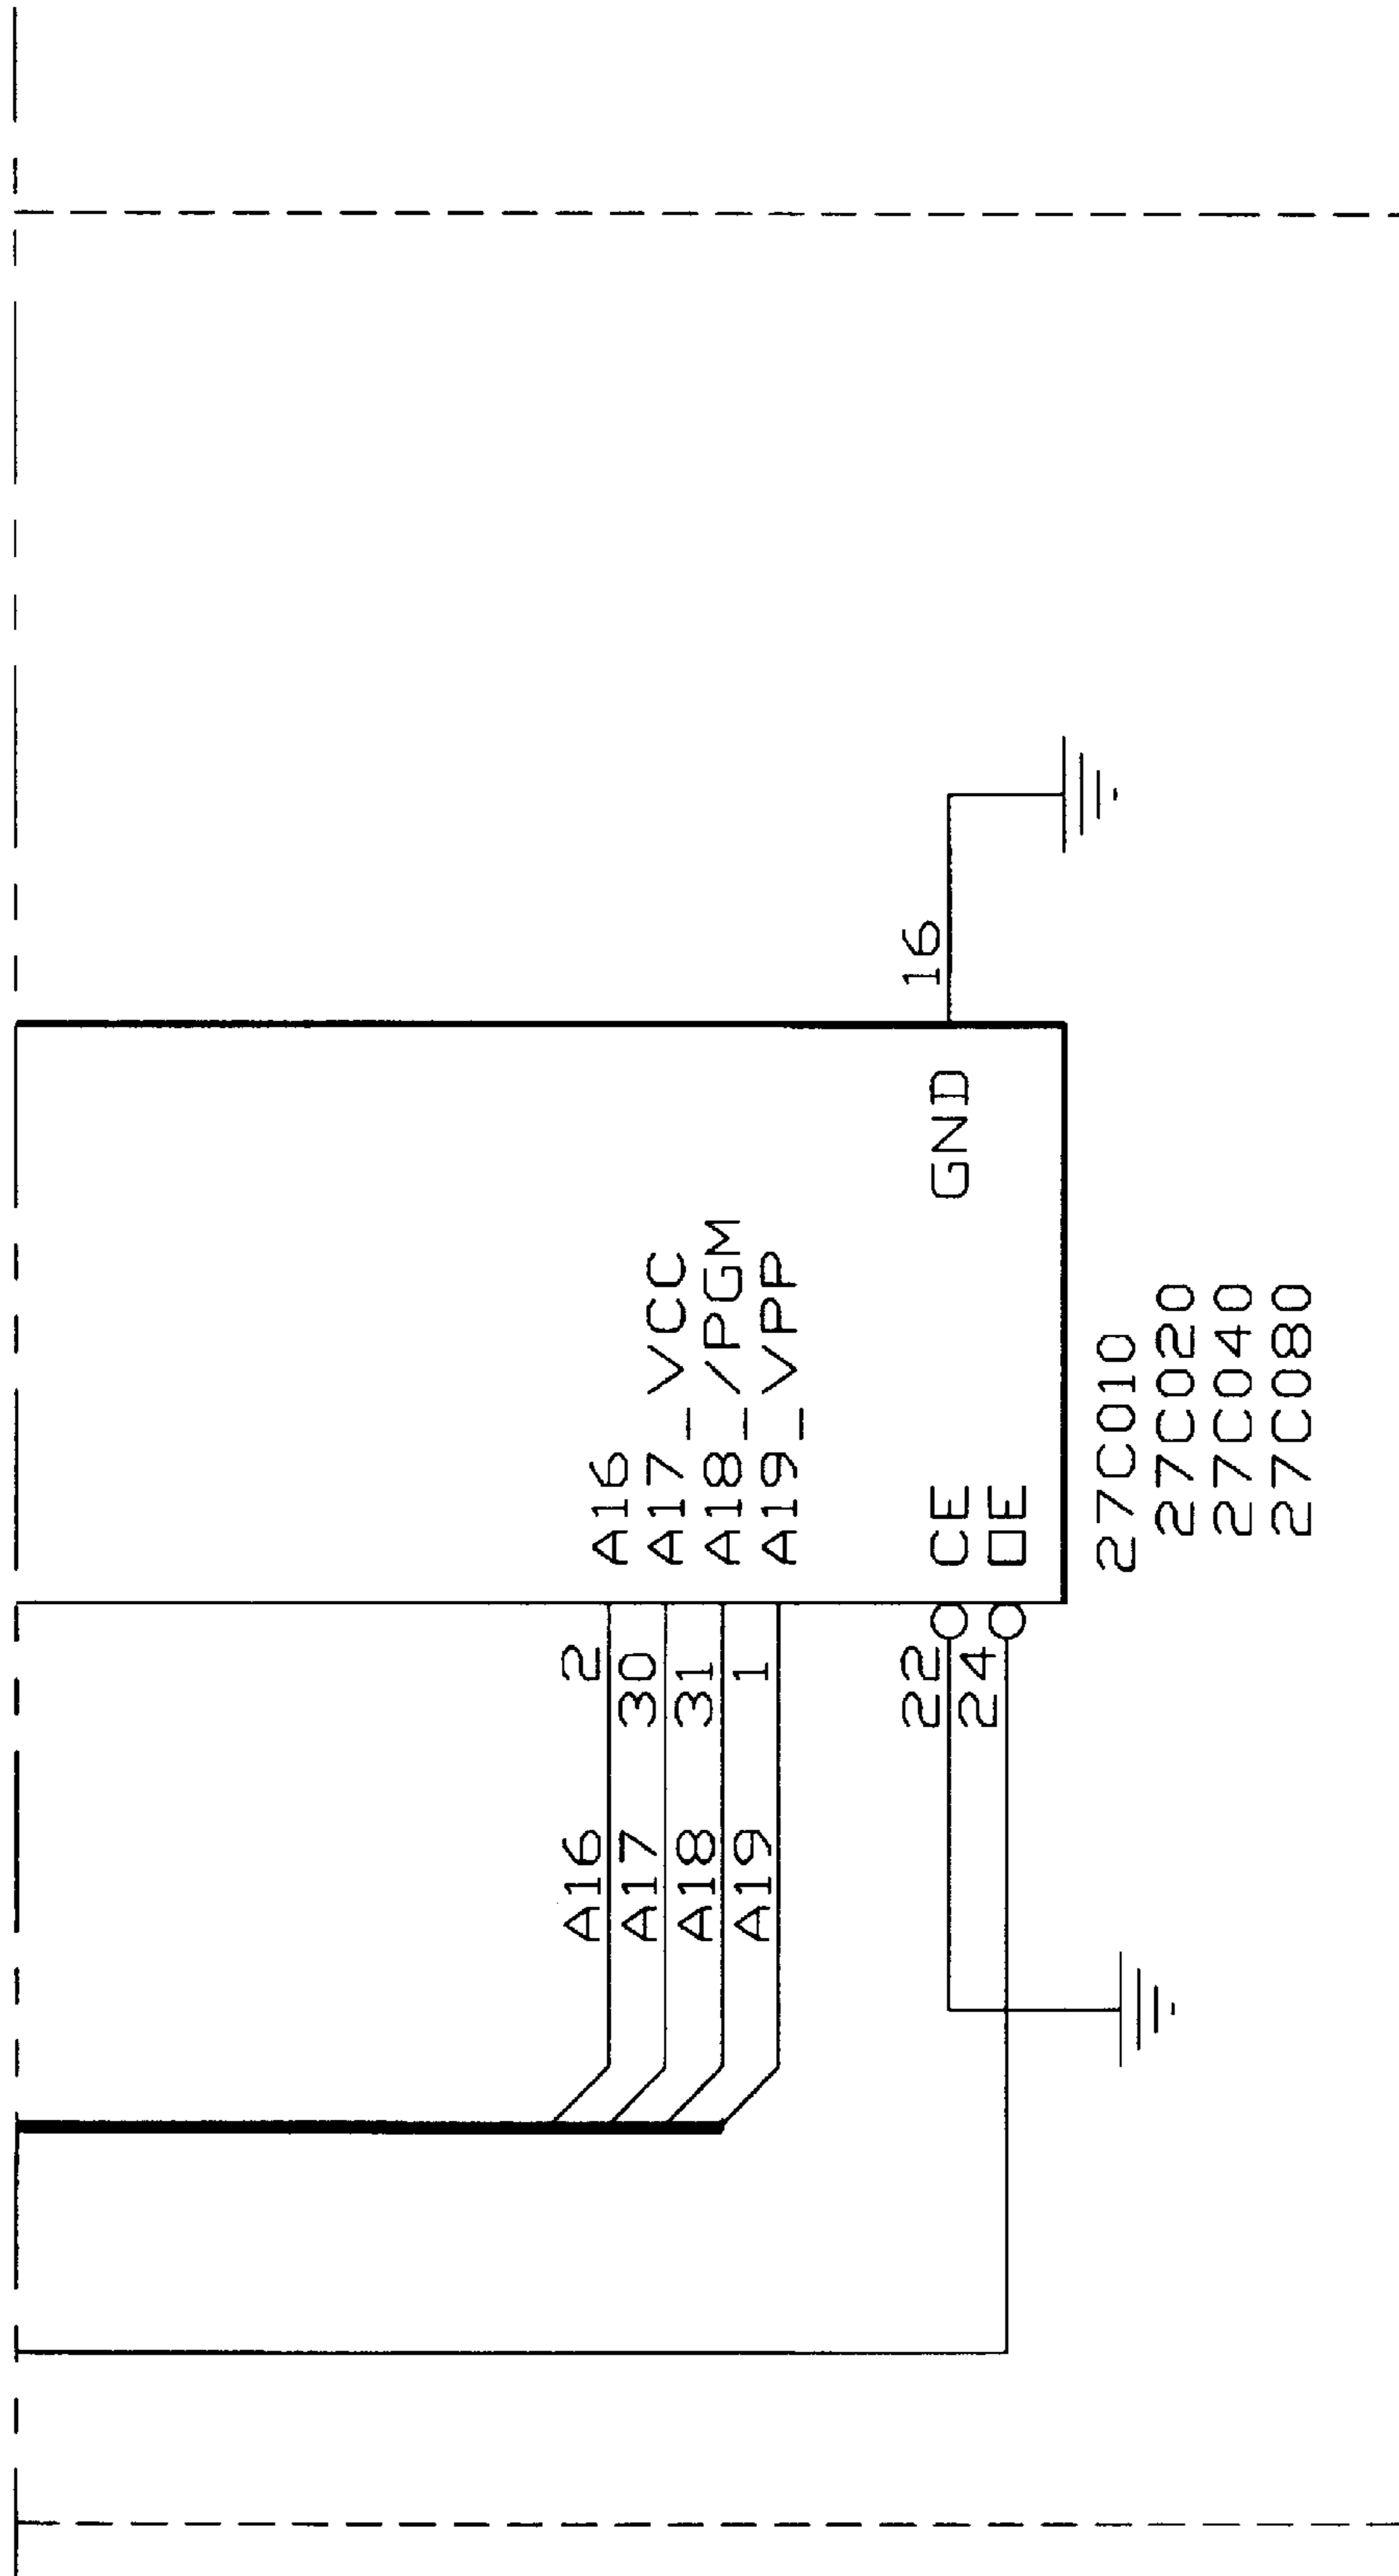 A16 2 A16
A17 30 A17_VCC
A18 31 A18_/PGM
A19 1 A19_VPP
22 CE GND 16
24 OE
27C010
27C020
27C040
27C080